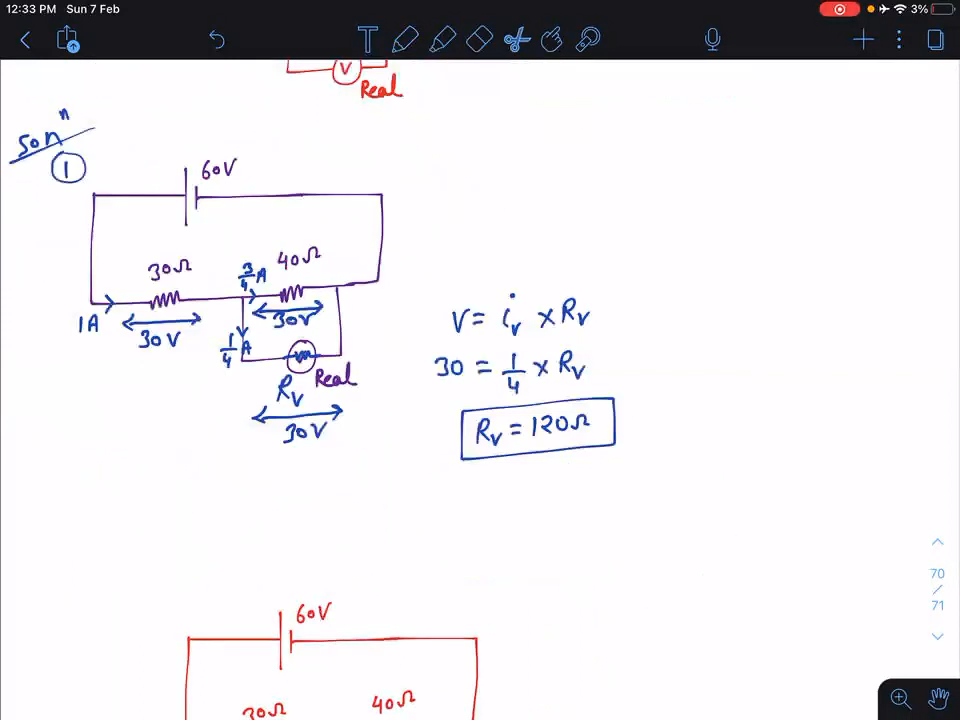 12:33 PM Sun 7 Feb
3%
T
V
Real
Solⁿ
1
60V
30Ω
40Ω
3/4 A
1A
30V
30V
1/4 A
Real
R_V
30V
V = i_v × R_V
30 = 1/4 × R_V
R_V = 120Ω
70
/
71
60V
30Ω
40Ω